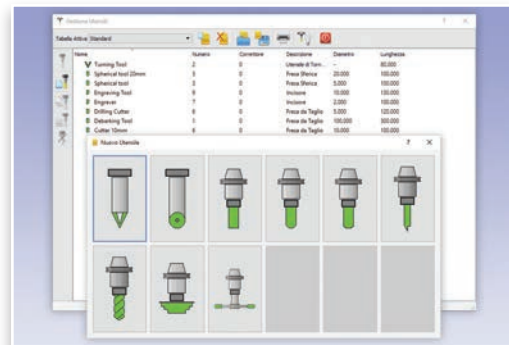 Gestione Utensili
Tabella Attiva Standard
Nome Numero Correttore Descrizione Diametro Lunghezza
Turning Tool 2 0 Utensile di Torn... - 80,000
Spherical tool 20mm 3 0 Fresa Sferica 20,000 100,000
Spherical tool 3 0 Fresa Sferica 5,000 100,000
Engraving Tool 9 0 Incisore 10,000 130,000
Engraver 7 0 Incisore 2,000 100,000
Drilling Cutter 6 0 Fresa da Taglio 5,000 120,000
Debarking Tool 5 0 Fresa da Taglio 100,000 300,000
Cutter 10mm 6 0 Fresa da Taglio 10,000 100,000
Nuovo Utensile